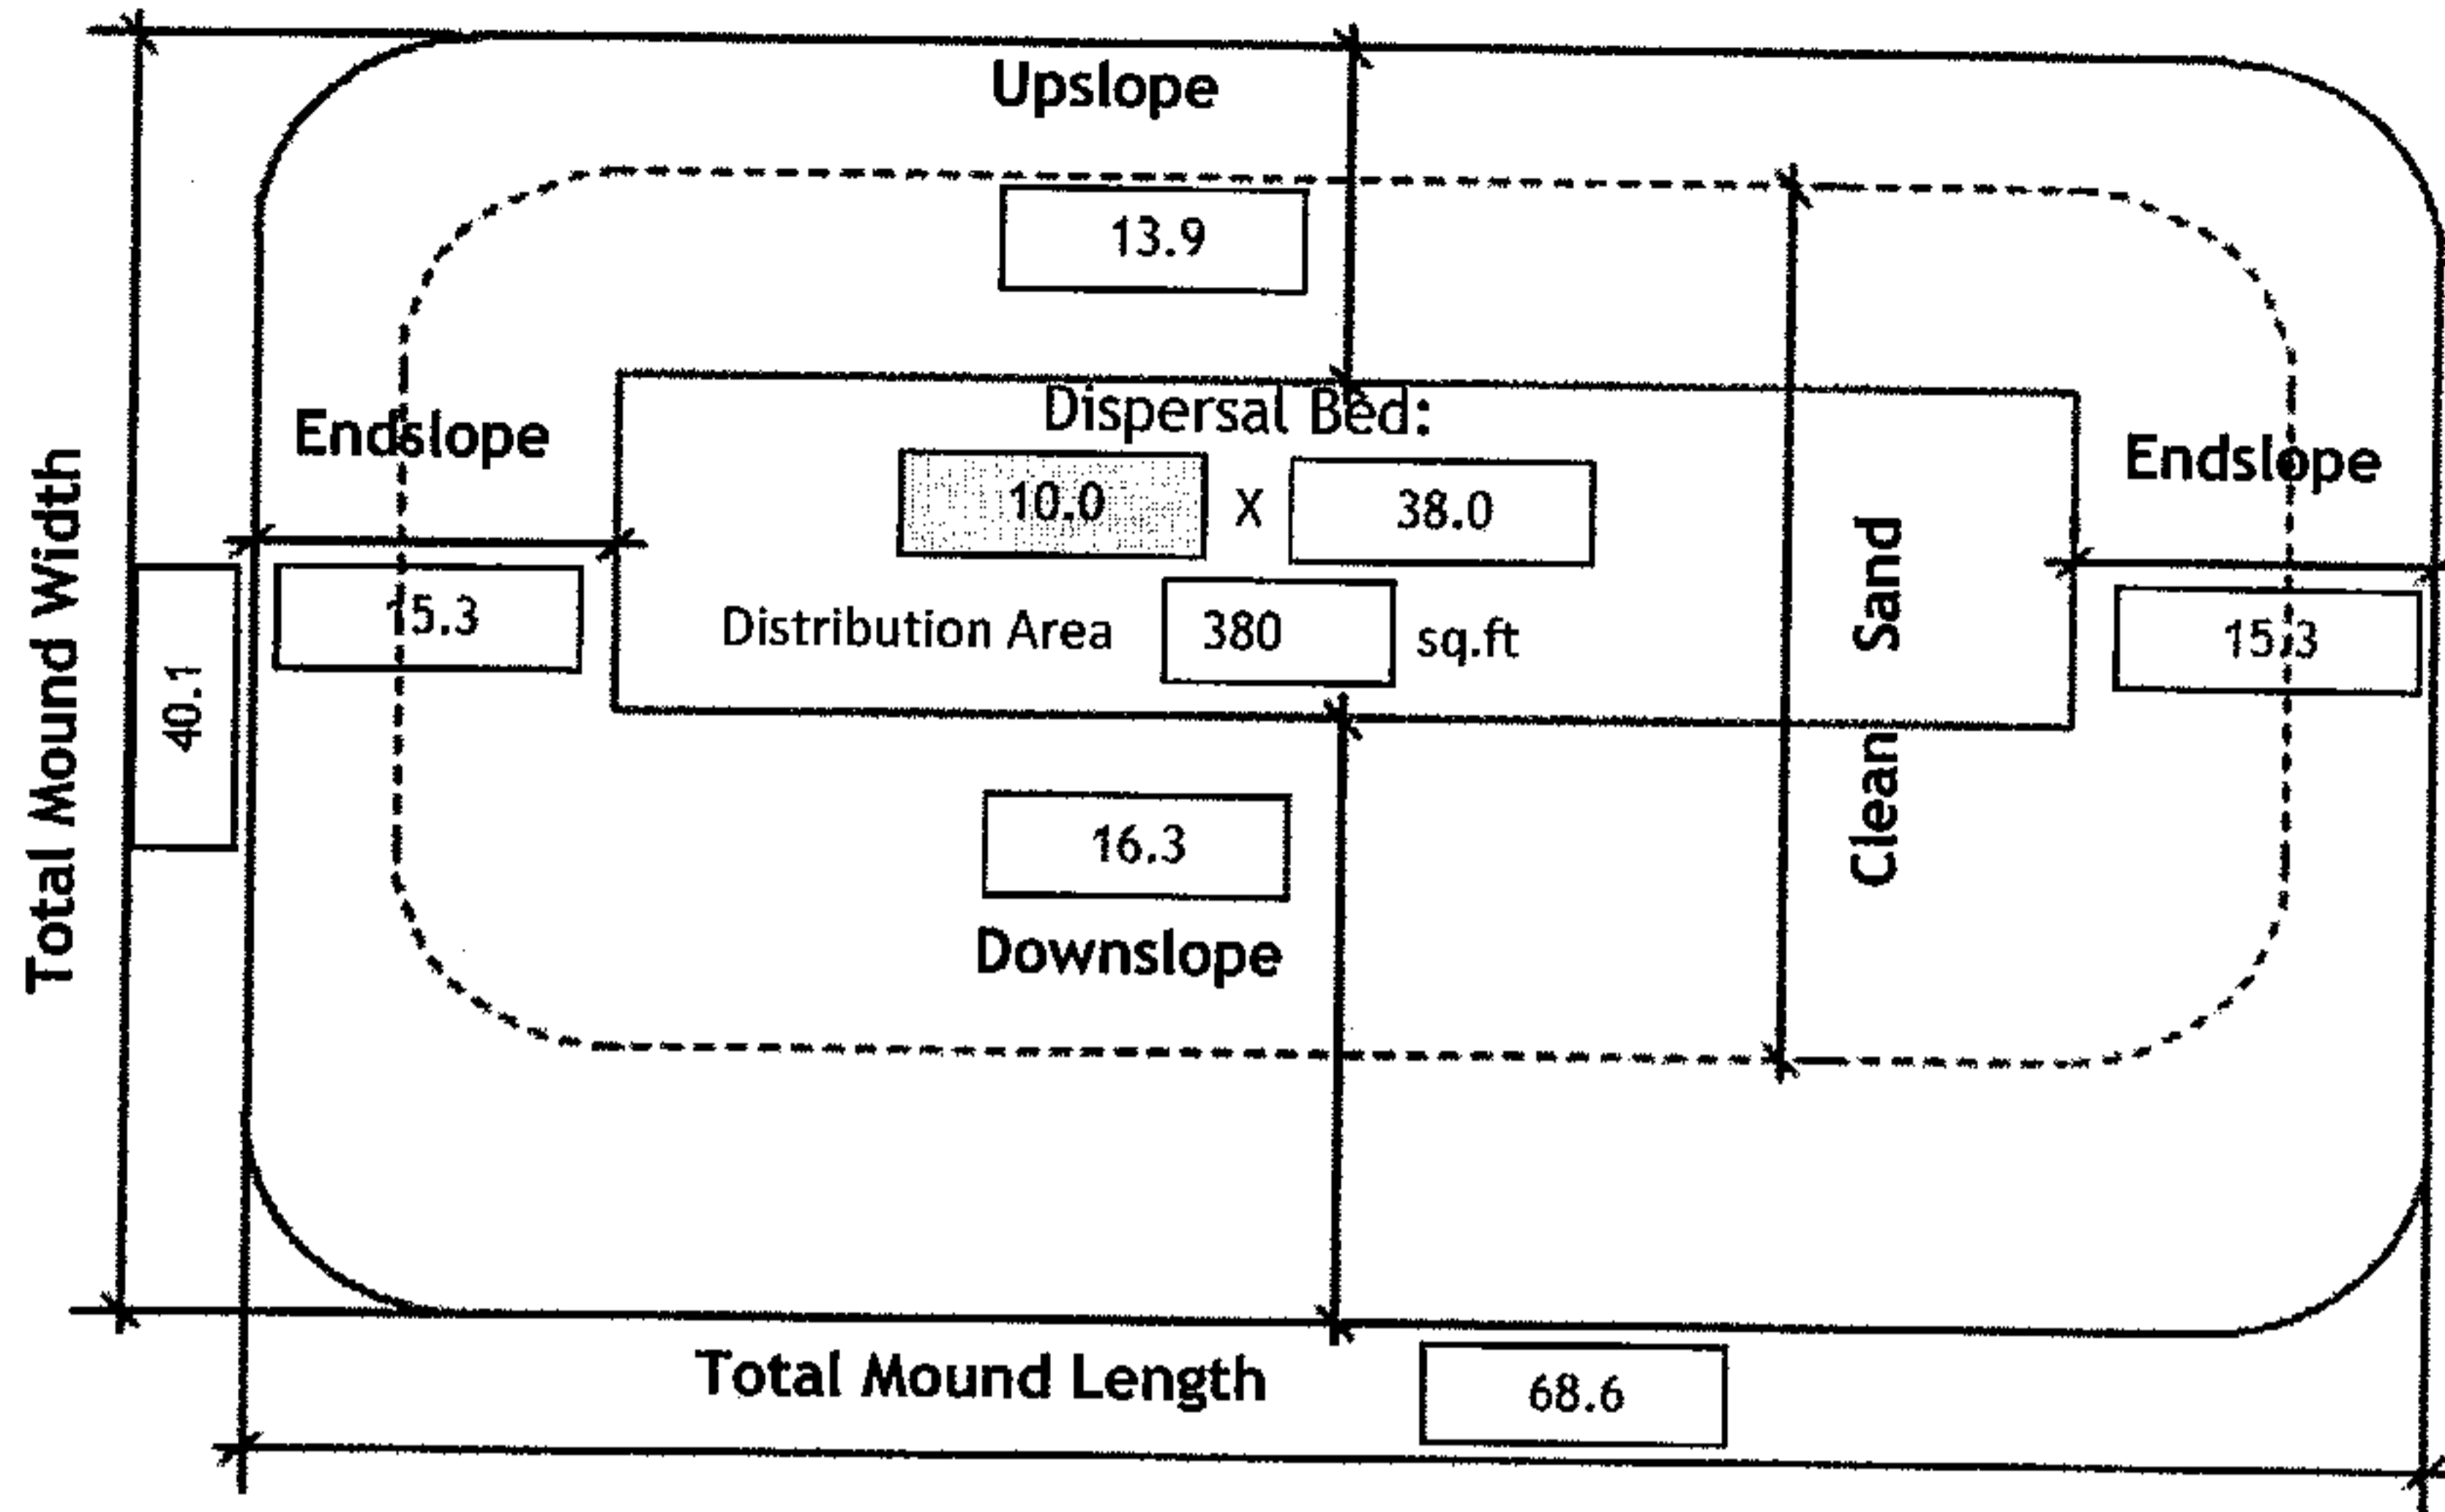 Upslope
13.9
Dispersal Bed:
10.0 X 38.0
Endslope
Endslope
15.3
Distribution Area 380 sq.ft
15.3
Total Mound Width
40.1
Clean Sand
16.3
Downslope
Total Mound Length 68.6